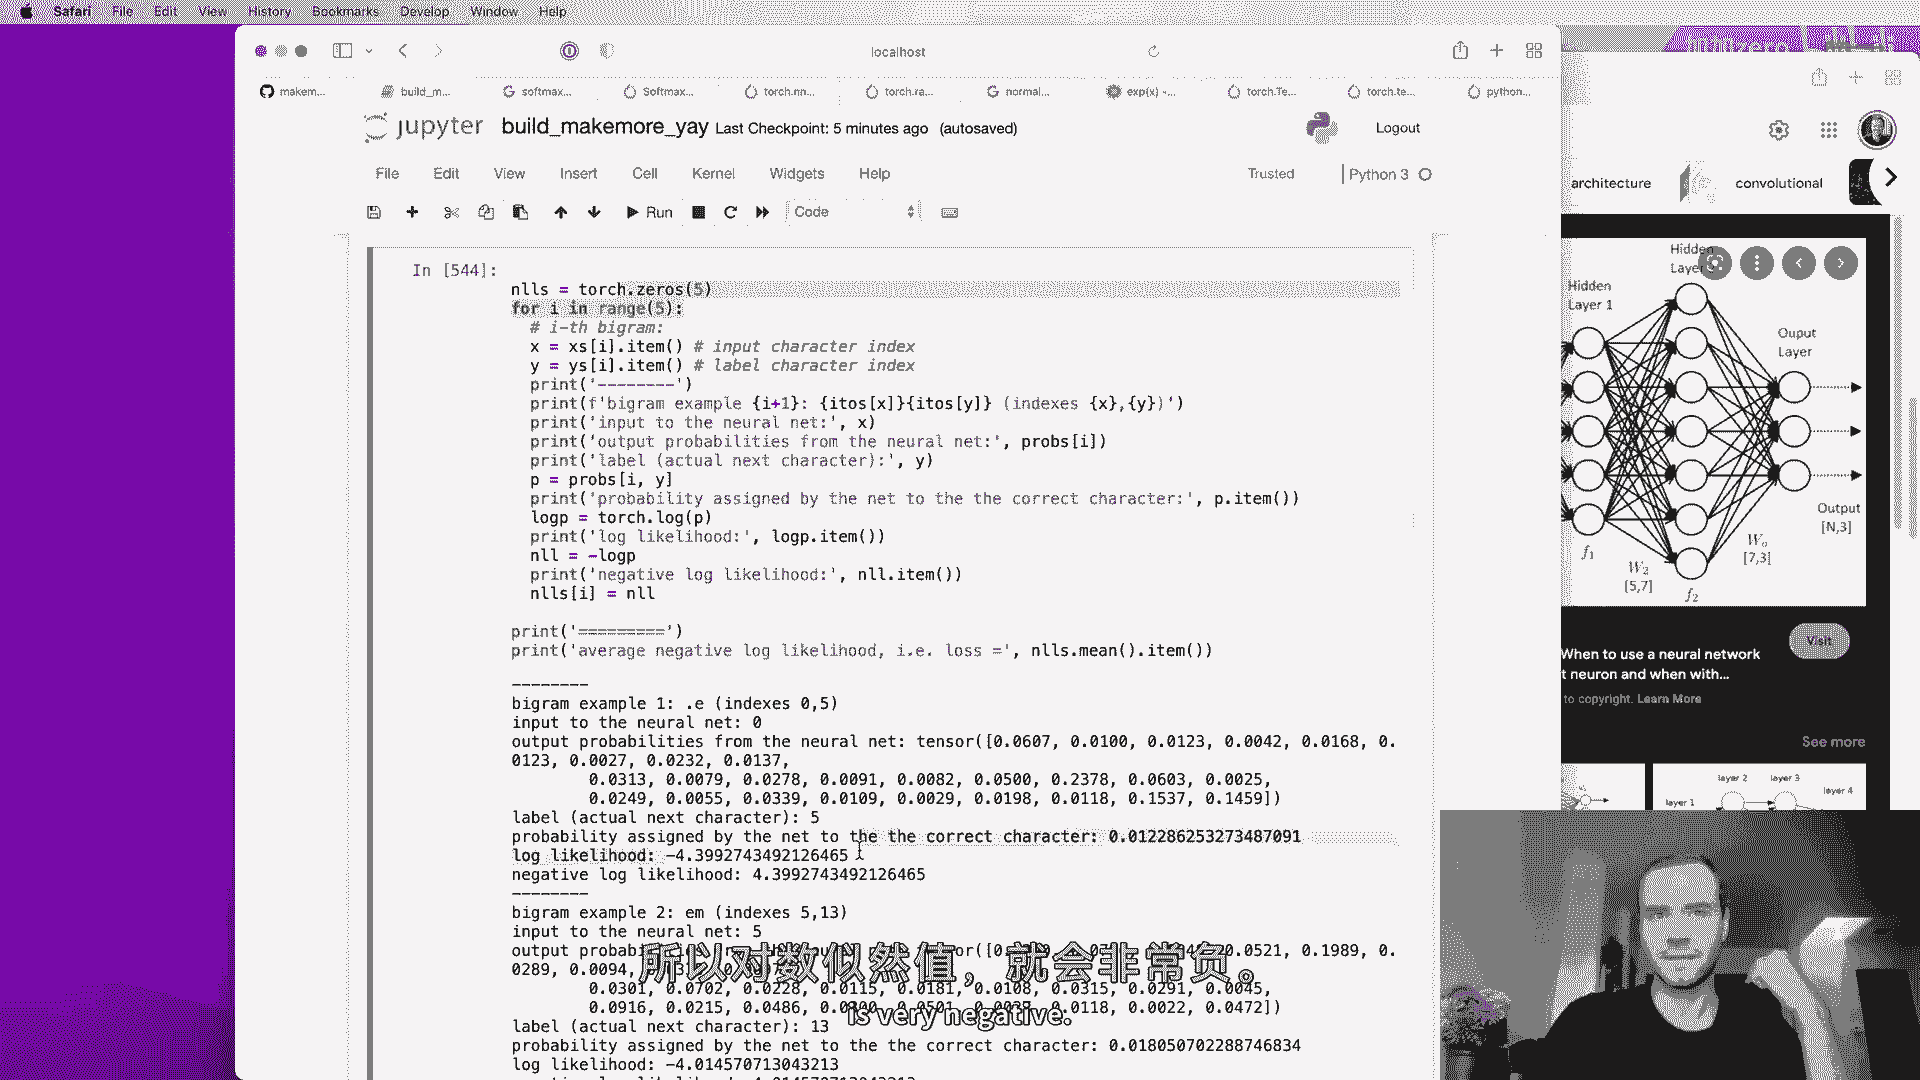 Safari File Edit View History Bookmarks Develop Window Help
localhost
makem... build_m... softmax... Softmax... torch.nn... torch.ra... normal... exp(x) -... torch.Te... torch.te... python...
jupyter build_makemore_yay Last Checkpoint: 5 minutes ago (autosaved) Logout
File Edit View Insert Cell Kernel Widgets Help Trusted Python 3
Run Code
In [544]:
nlls = torch.zeros(5)
for i in range(5):
# i-th bigram:
x = xs[i].item() # input character index
y = ys[i].item() # label character index
print('--------')
print(f'bigram example {i+1}: {itos[x]}{itos[y]} (indexes {x},{y})')
print('input to the neural net:', x)
print('output probabilities from the neural net:', probs[i])
print('label (actual next character):', y)
p = probs[i, y]
print('probability assigned by the net to the the correct character:', p.item())
logp = torch.log(p)
print('log likelihood:', logp.item())
nll = -logp
print('negative log likelihood:', nll.item())
nlls[i] = nll
print('=========')
print('average negative log likelihood, i.e. loss =', nlls.mean().item())
--------
bigram example 1: .e (indexes 0,5)
input to the neural net: 0
output probabilities from the neural net: tensor([0.0607, 0.0100, 0.0123, 0.0042, 0.0168, 0.
0123, 0.0027, 0.0232, 0.0137,
0.0313, 0.0079, 0.0278, 0.0091, 0.0082, 0.0500, 0.2378, 0.0603, 0.0025,
0.0249, 0.0055, 0.0339, 0.0109, 0.0029, 0.0198, 0.0118, 0.1537, 0.1459])
label (actual next character): 5
probability assigned by the net to the the correct character: 0.012286253273487091
log likelihood: -4.3992743492126465
negative log likelihood: 4.3992743492126465
--------
bigram example 2: em (indexes 5,13)
input to the neural net: 5
output 0.0521, 0.1989, 0.
0289, 0.0094,
0.0301, 0.0702, 0.0228, 0.0115, 0.0181, 0.0108, 0.0315, 0.0291, 0.0045,
0.0916, 0.0215, 0.0486, 0.0118, 0.0022, 0.0472])
label (actual next character): 13
probability assigned by the net to the the correct character: 0.018050702288746834
log likelihood: -4.014570713043213
所以对数似然值，就会非常负。
is very negative.
architecture convolutional
Hidden
Layer
Hidden
Layer 1
Ouput
Layer
Output
[N,3]
f1
W2
[5,7]
f2
[7,3]
Visit
When to use a neural network
t neuron and when with...
to copyright. Learn More
See more
layer 1 layer 2 layer 3 layer 4